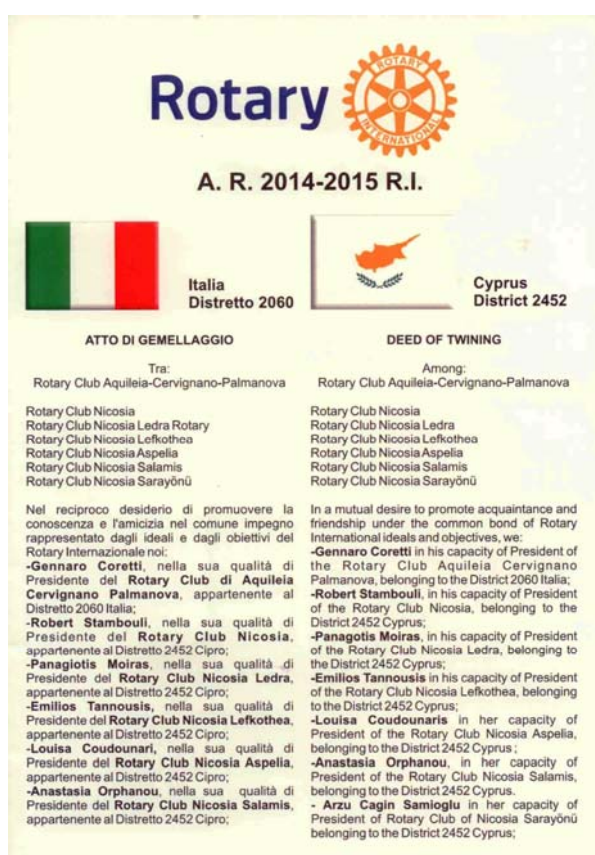 Rotary
ROTARY
INTERNATIONAL
A. R. 2014-2015 R.I.
Italia
Distretto 2060
ATTO DI GEMELLAGGIO
Tra:
Rotary Club Aquileia-Cervignano-Palmanova
Rotary Club Nicosia
Rotary Club Nicosia Ledra Rotary
Rotary Club Nicosia Lefkothea
Rotary Club Nicosia Aspelia
Rotary Club Nicosia Salamis
Rotary Club Nicosia Sarayönü
Nel reciproco desiderio di promuovere la
conoscenza e l'amicizia nel comune impegno
rappresentato dagli ideali e dagli obiettivi del
Rotary Internazionale noi:
-Gennaro Coretti, nella sua qualità di
Presidente del Rotary Club di Aquileia
Cervignano Palmanova, appartenente al
Distretto 2060 Italia;
-Robert Stambouli, nella sua qualità di
Presidente del Rotary Club Nicosia,
appartenente al Distretto 2452 Cipro;
-Panagiotis Moiras, nella sua qualità di
Presidente del Rotary Club Nicosia Ledra,
appartenente al Distretto 2452 Cipro;
-Emilios Tannousis, nella sua qualità di
Presidente del Rotary Club Nicosia Lefkothea,
appartenente al Distretto 2452 Cipro;
-Louisa Coudounari, nella sua qualità di
Presidente del Rotary Club Nicosia Aspelia,
appartenente al Distretto 2452 Cipro;
-Anastasia Orphanou, nella sua qualità di
Presidente del Rotary Club Nicosia Salamis,
appartenente al Distretto 2452 Cipro;
Cyprus
District 2452
DEED OF TWINING
Among:
Rotary Club Aquileia-Cervignano-Palmanova
Rotary Club Nicosia
Rotary Club Nicosia Ledra
Rotary Club Nicosia Lefkothea
Rotary Club Nicosia Aspelia
Rotary Club Nicosia Salamis
Rotary Club Nicosia Sarayönü
In a mutual desire to promote acquaintance and
friendship under the common bond of Rotary
International ideals and objectives, we:
-Gennaro Coretti in his capacity of President of
the Rotary Club Aquileia Cervignano
Palmanova, belonging to the District 2060 Italia;
-Robert Stambouli, in his capacity of President
of the Rotary Club Nicosia, belonging to the
District 2452 Cyprus;
-Panagotis Moiras, in his capacity of President
of the Rotary Club Nicosia Ledra, belonging to
the District 2452 Cyprus;
-Emilios Tannousis in his capacity of President
of the Rotary Club Nicosia Lefkothea, belonging
to the District 2452 Cyprus;
-Louisa Coudounaris in her capacity of
President of the Rotary Club Nicosia Aspelia,
belonging to the District 2452 Cyprus ;
-Anastasia Orphanou, in her capacity of
President of the Rotary Club Nicosia Salamis,
belonging to the District 2452 Cyprus.
- Arzu Cagin Samioglu in her capacity of
President of Rotary Club of Nicosia Sarayönü
belonging to the District 2452 Cyprus;